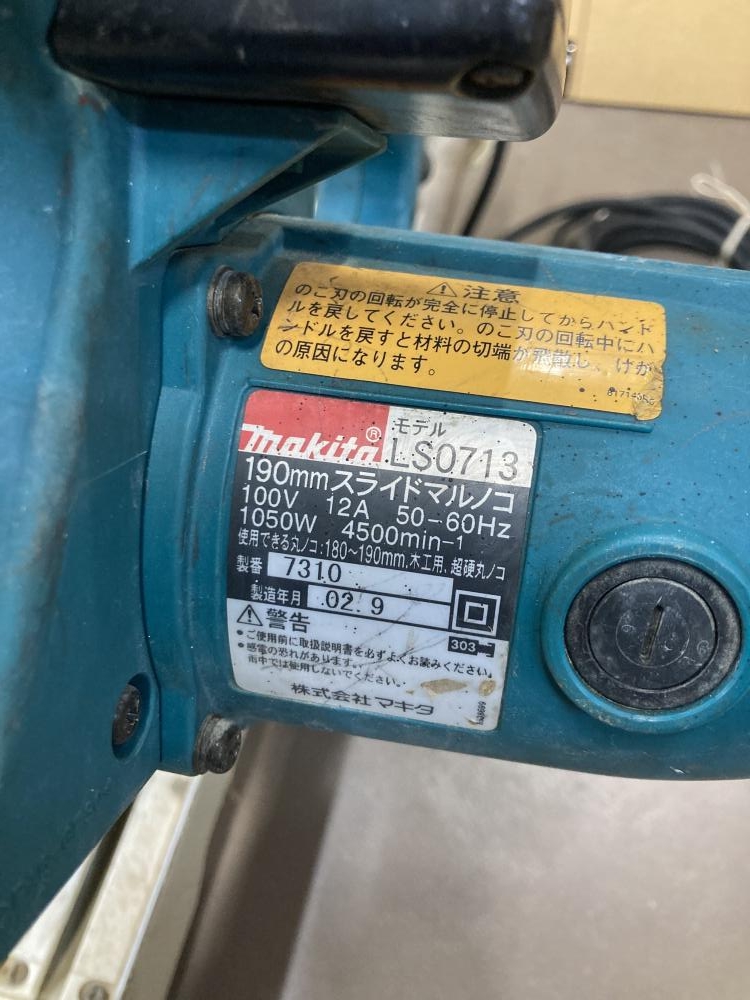 ⚠注意
のこ刃の回転が完全に停止してからハンド
ルを戻してください。のこ刃の回転中にハ
ンドルを戻すと材料の切端が飛散し、けが
の原因になります。
makita®
モデル
LS0713
190mmスライドマルノコ
100V 12A 50-60Hz
1050W 4500min-1
使用できる丸ノコ:180~190mm,木工用,超硬丸ノコ
製番 7310
製造年月 02.9
⚠警告
303
●ご使用前に取扱説明書を必ずよくお読みください。
●感電の恐れがあります。
雨中では使用しないでください。
株式会社マキタ